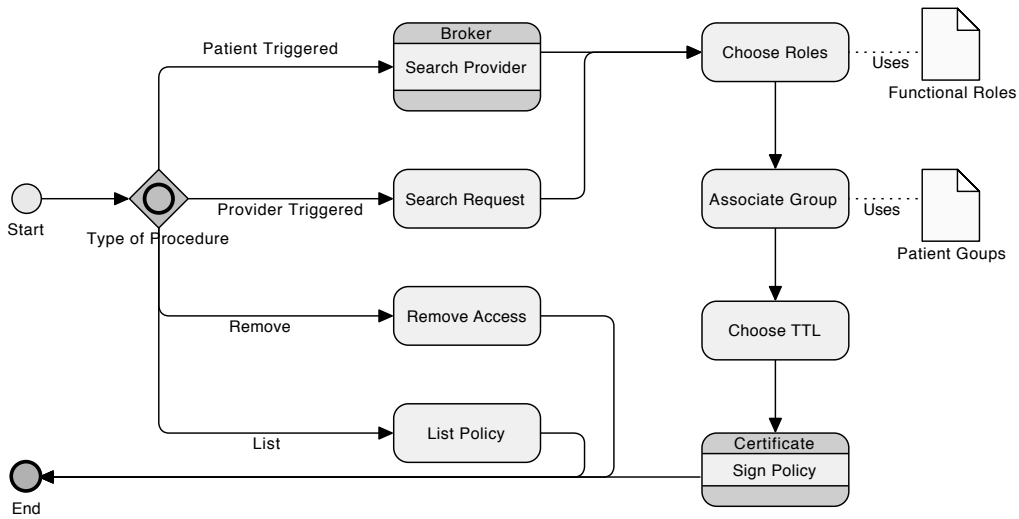 Patient Triggered
Broker
Search Provider
Choose Roles
Uses
Functional Roles
Start
Type of Procedure
Provider Triggered
Search Request
Associate Group
Uses
Patient Goups
Remove
Remove Access
Choose TTL
List
List Policy
Certificate
Sign Policy
End